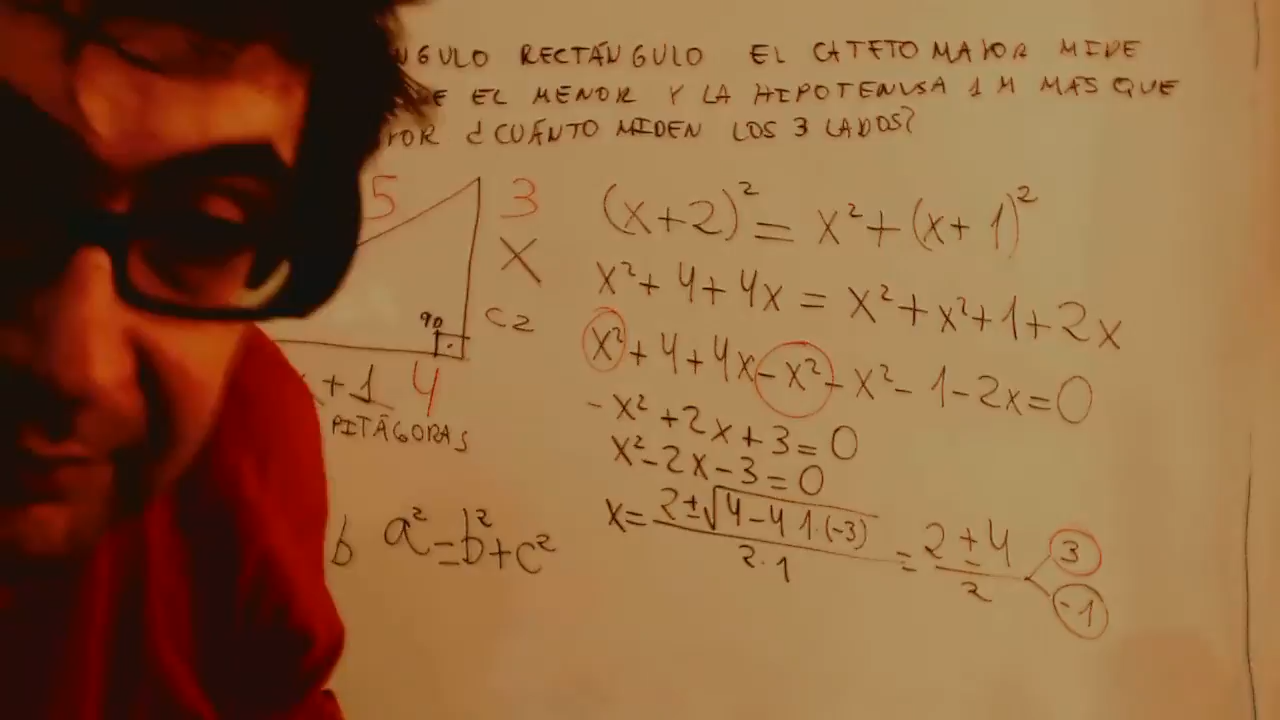 RECTÁNGULO EL CATETO MAYOR MIDE
EL MENOR Y LA HIPOTENUSA 1 M MAS QUE
¿CUÁNTO MIDEN LOS 3 LADOS?
5
3
X
90
C2
+1 4
PITÁGORAS
b a²=b²+c²
(x+2)²=x²+(x+1)²
x²+4+4x=x²+x²+1+2x
x²+4+4x-x²-x²-1-2x=0
-x²+2x+3=0
x²-2x-3=0
x=2±√4-4·1·(-3)/2·1=2±4/2
3
-1